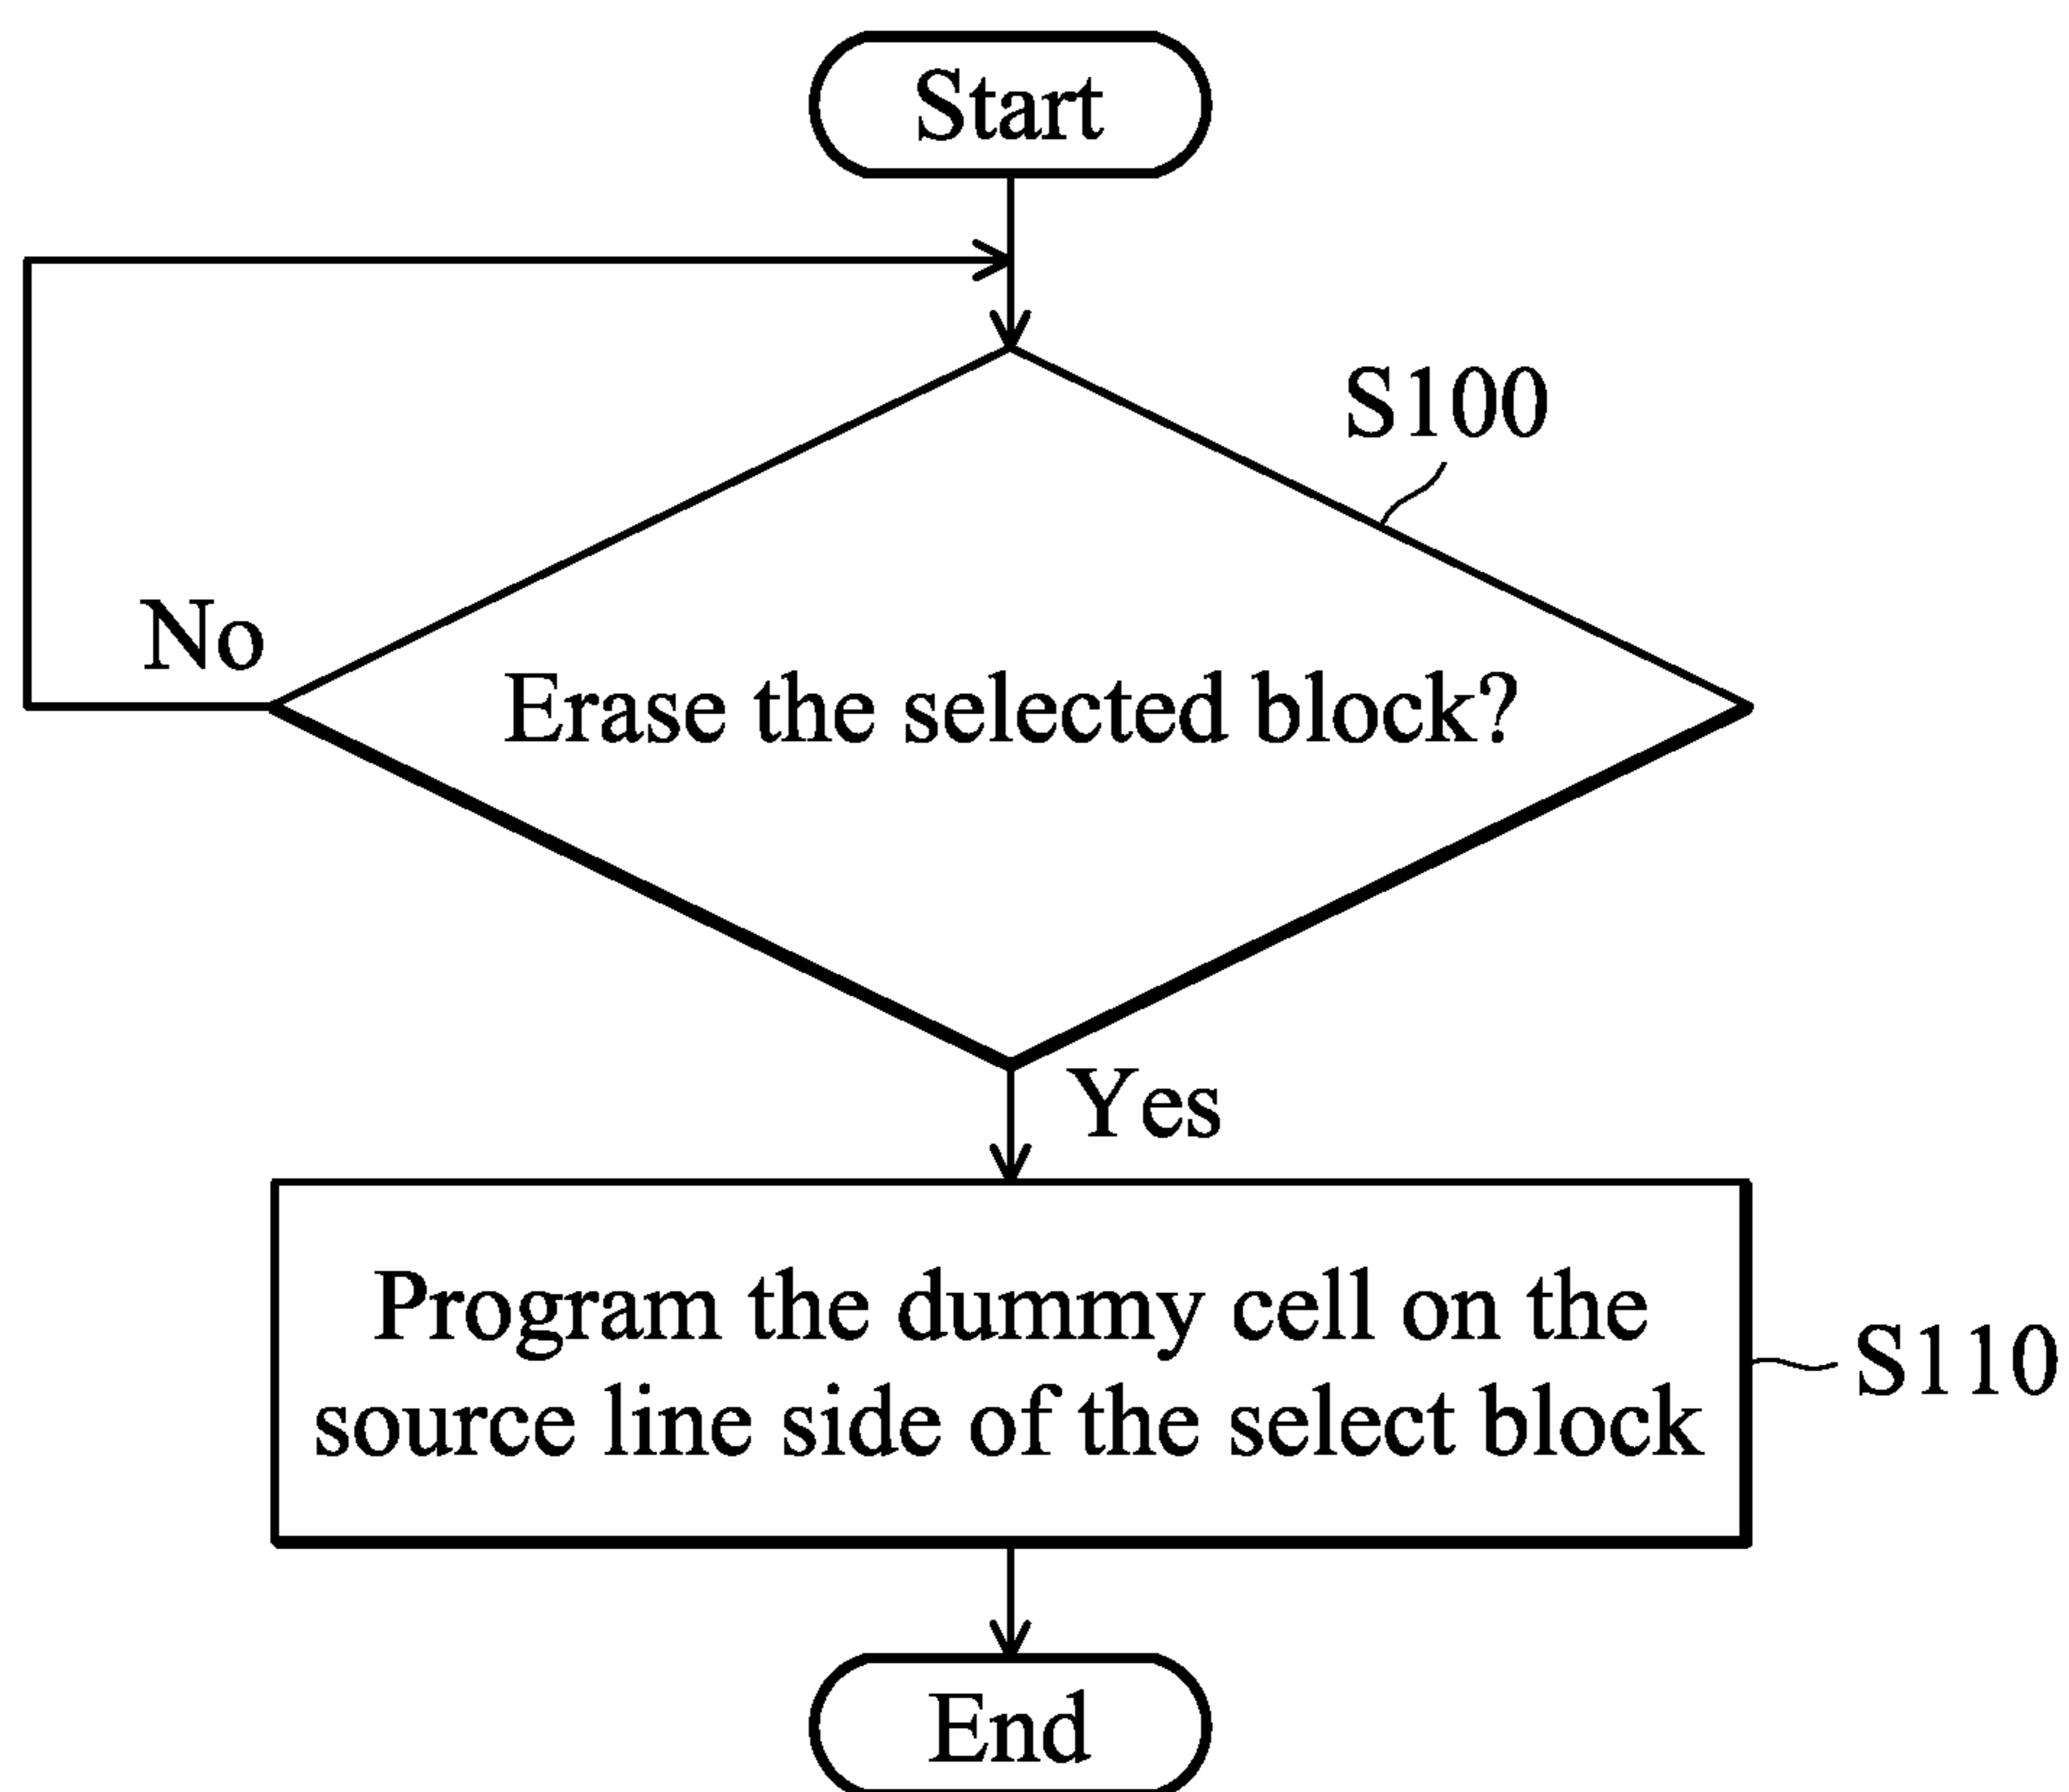 Start
S100
No
Erase the selected block?
Yes
Program the dummy cell on the
source line side of the select block
S110
End